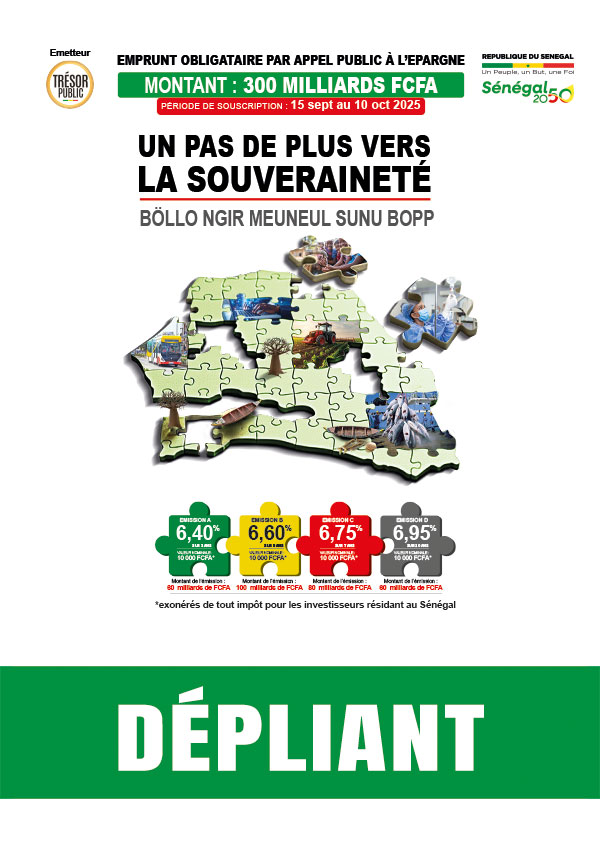 Emetteur
TRÉSOR
PUBLIC
EMPRUNT OBLIGATAIRE PAR APPEL PUBLIC À L'EPARGNE
MONTANT : 300 MILLIARDS FCFA
PÉRIODE DE SOUSCRIPTION : 15 sept au 10 oct 2025
REPUBLIQUE DU SENEGAL
Un Peuple, un But, une Foi
Sénégal
2050
UN PAS DE PLUS VERS
LA SOUVERAINETÉ
BÖLLO NGIR MEUNEUL SUNU BOPP
EMISSION A
6,40%
VALEUR NOMINALE:
10 000 FCFA*
Montant de l'émission :
60 milliards de FCFA
EMISSION B
6,60%
VALEUR NOMINALE:
10 000 FCFA*
Montant de l'émission :
100 milliards de FCFA
EMISSION C
6,75%
VALEUR NOMINALE:
10 000 FCFA*
Montant de l'émission :
80 milliards de FCFA
EMISSION D
6,95%
VALEUR NOMINALE:
10 000 FCFA*
Montant de l'émission :
60 milliards de FCFA
*exonérés de tout impôt pour les investisseurs résidant au Sénégal
DÉPLIANT